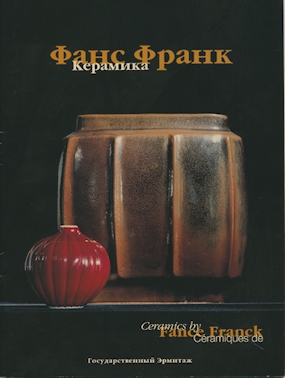 Фанс Франк
Керамика
Ceramics by
Fance Franck
Céramiques de
Государственный Эрмитаж